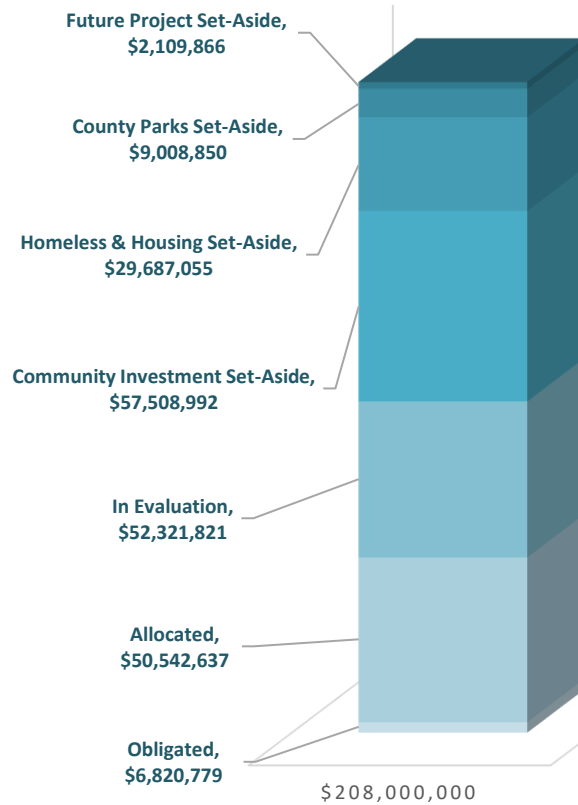 Future Project Set-Aside,
$2,109,866
County Parks Set-Aside,
$9,008,850
Homeless & Housing Set-Aside,
$29,687,055
Community Investment Set-Aside,
$57,508,992
In Evaluation,
$52,321,821
Allocated,
$50,542,637
Obligated,
$6,820,779
$208,000,000